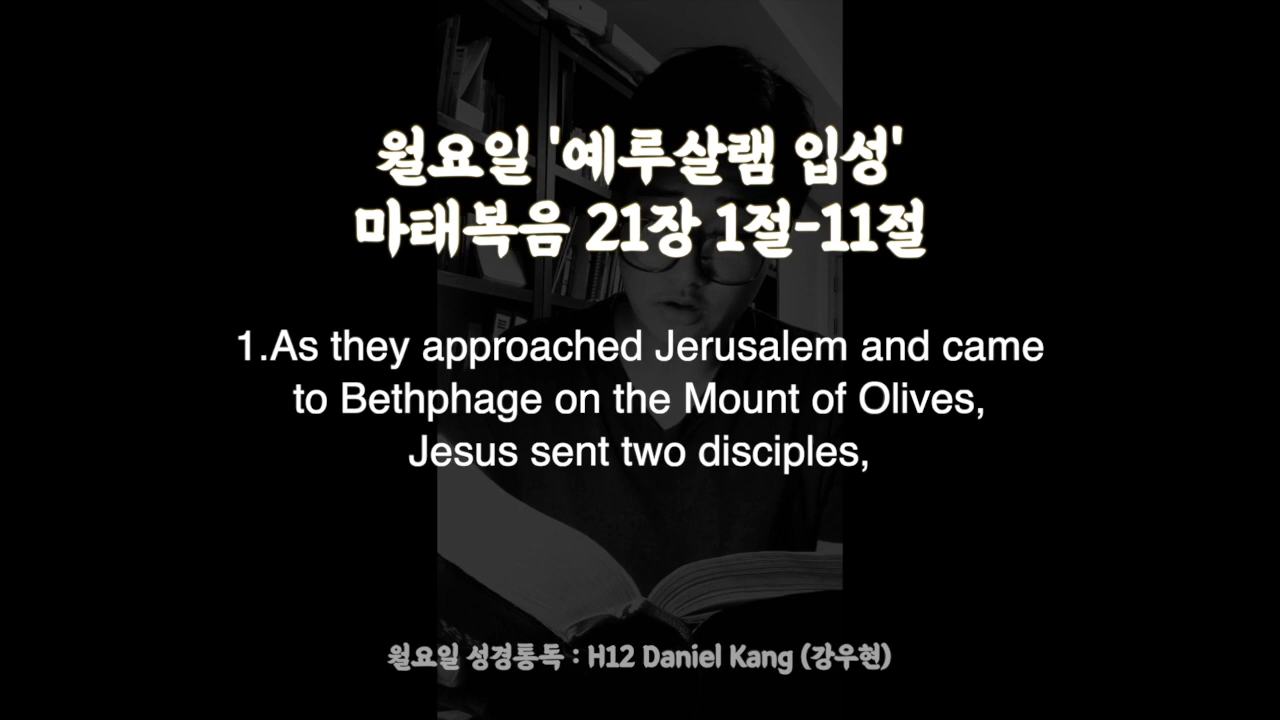 월요일 '예루살램 입성'
마태복음 21장 1절-11절
1.As they approached Jerusalem and came
to Bethphage on the Mount of Olives,
Jesus sent two disciples,
월요일 성경통독 : H12 Daniel Kang (강우현)